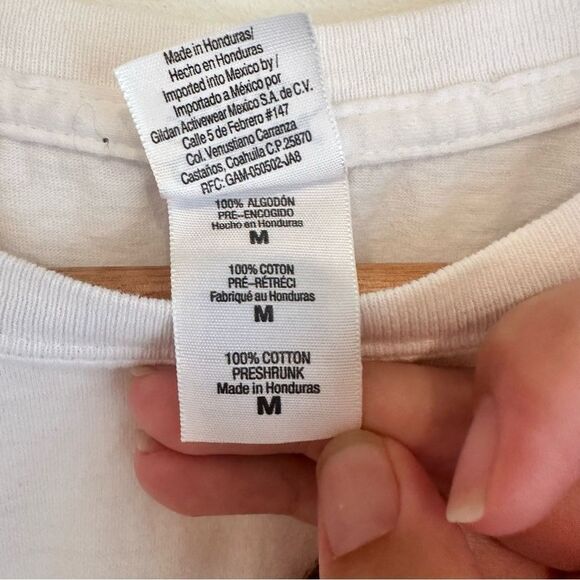 Made in Honduras/
Hecho en Honduras
Imported into Mexico by /
Importado a México por
Gildan Activewear Mexico S.A. de C.V.
Calle 5 de Febrero #147
Col. Venustiano Carranza
Castaños, Coahuila C.P. 25870
RFC: GAM-050502-JA8
100% ALGODÓN
PRE-ENCOGIDO
Hecho en Honduras
M
100% COTON
PRÉ-RÉTRÉCI
Fabriqué au Honduras
M
100% COTTON
PRESHRUNK
Made in Honduras
M